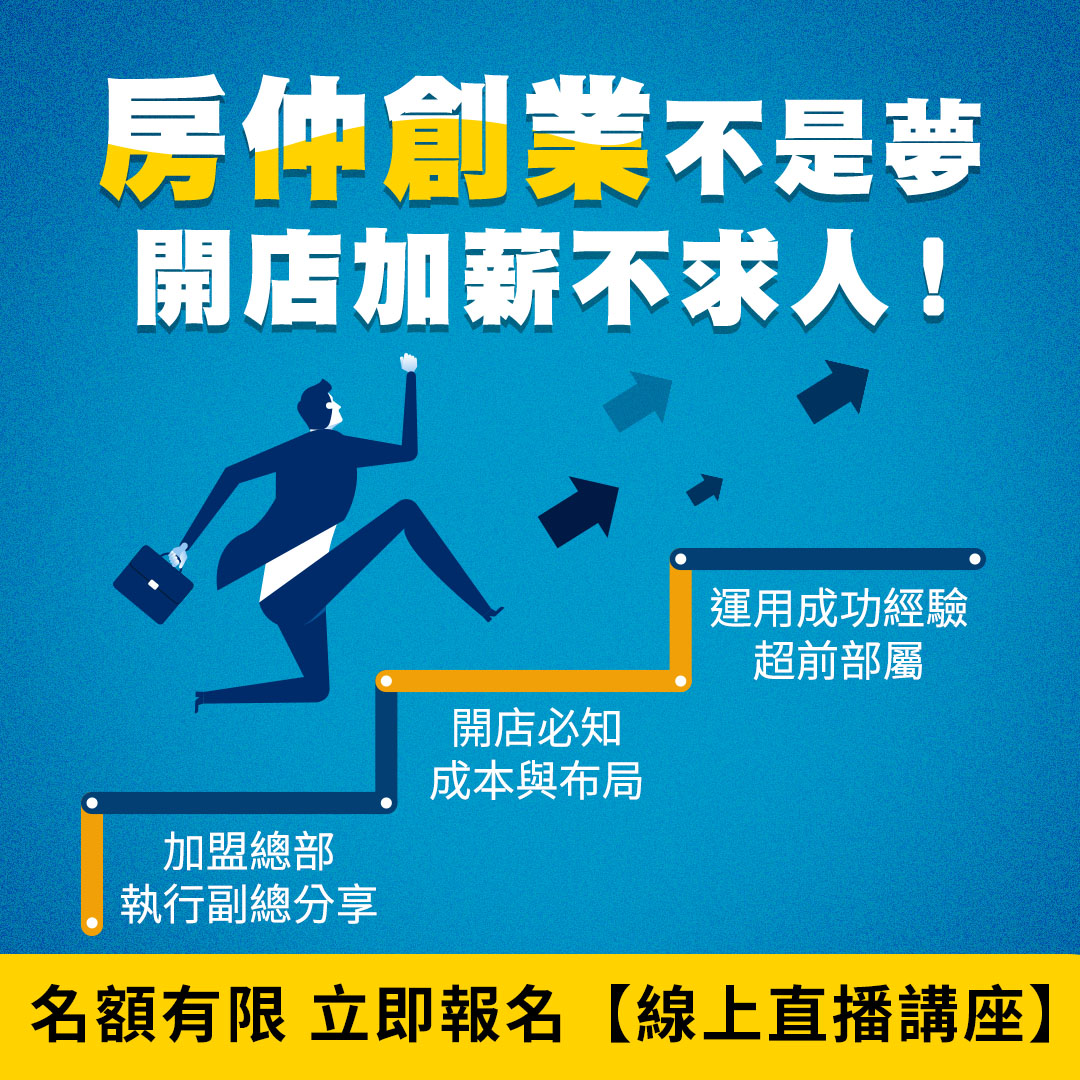 房仲創業不是夢
開店加薪不求人！
運用成功經驗
超前部屬
開店必知
成本與布局
加盟總部
執行副總分享
名額有限 立即報名【線上直播講座】